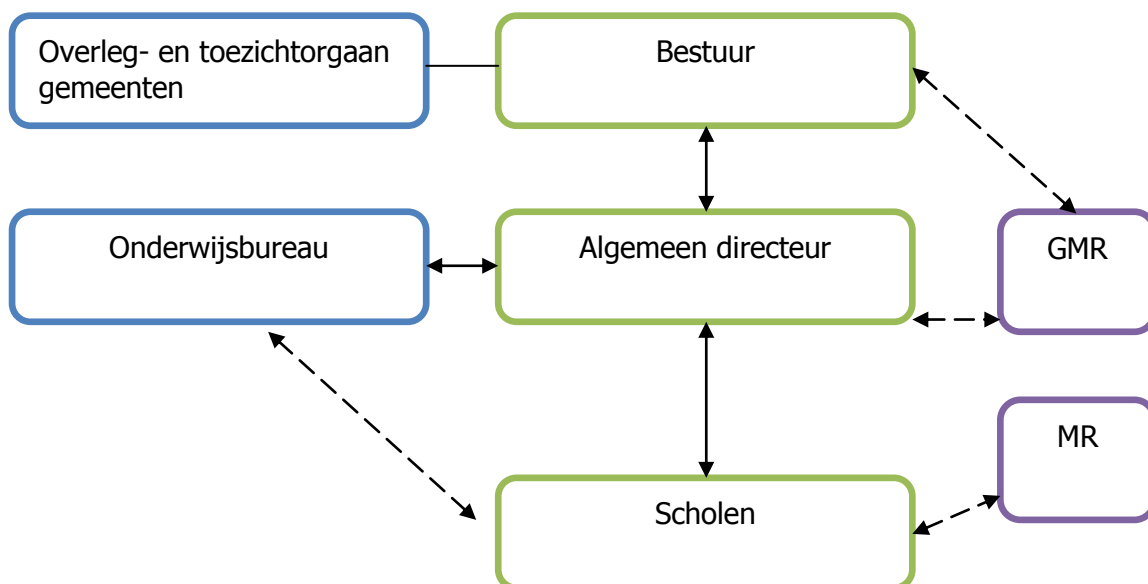 Overleg- en toezichtorgaan
gemeenten
Bestuur
Onderwijsbureau
Algemeen directeur
GMR
MR
Scholen